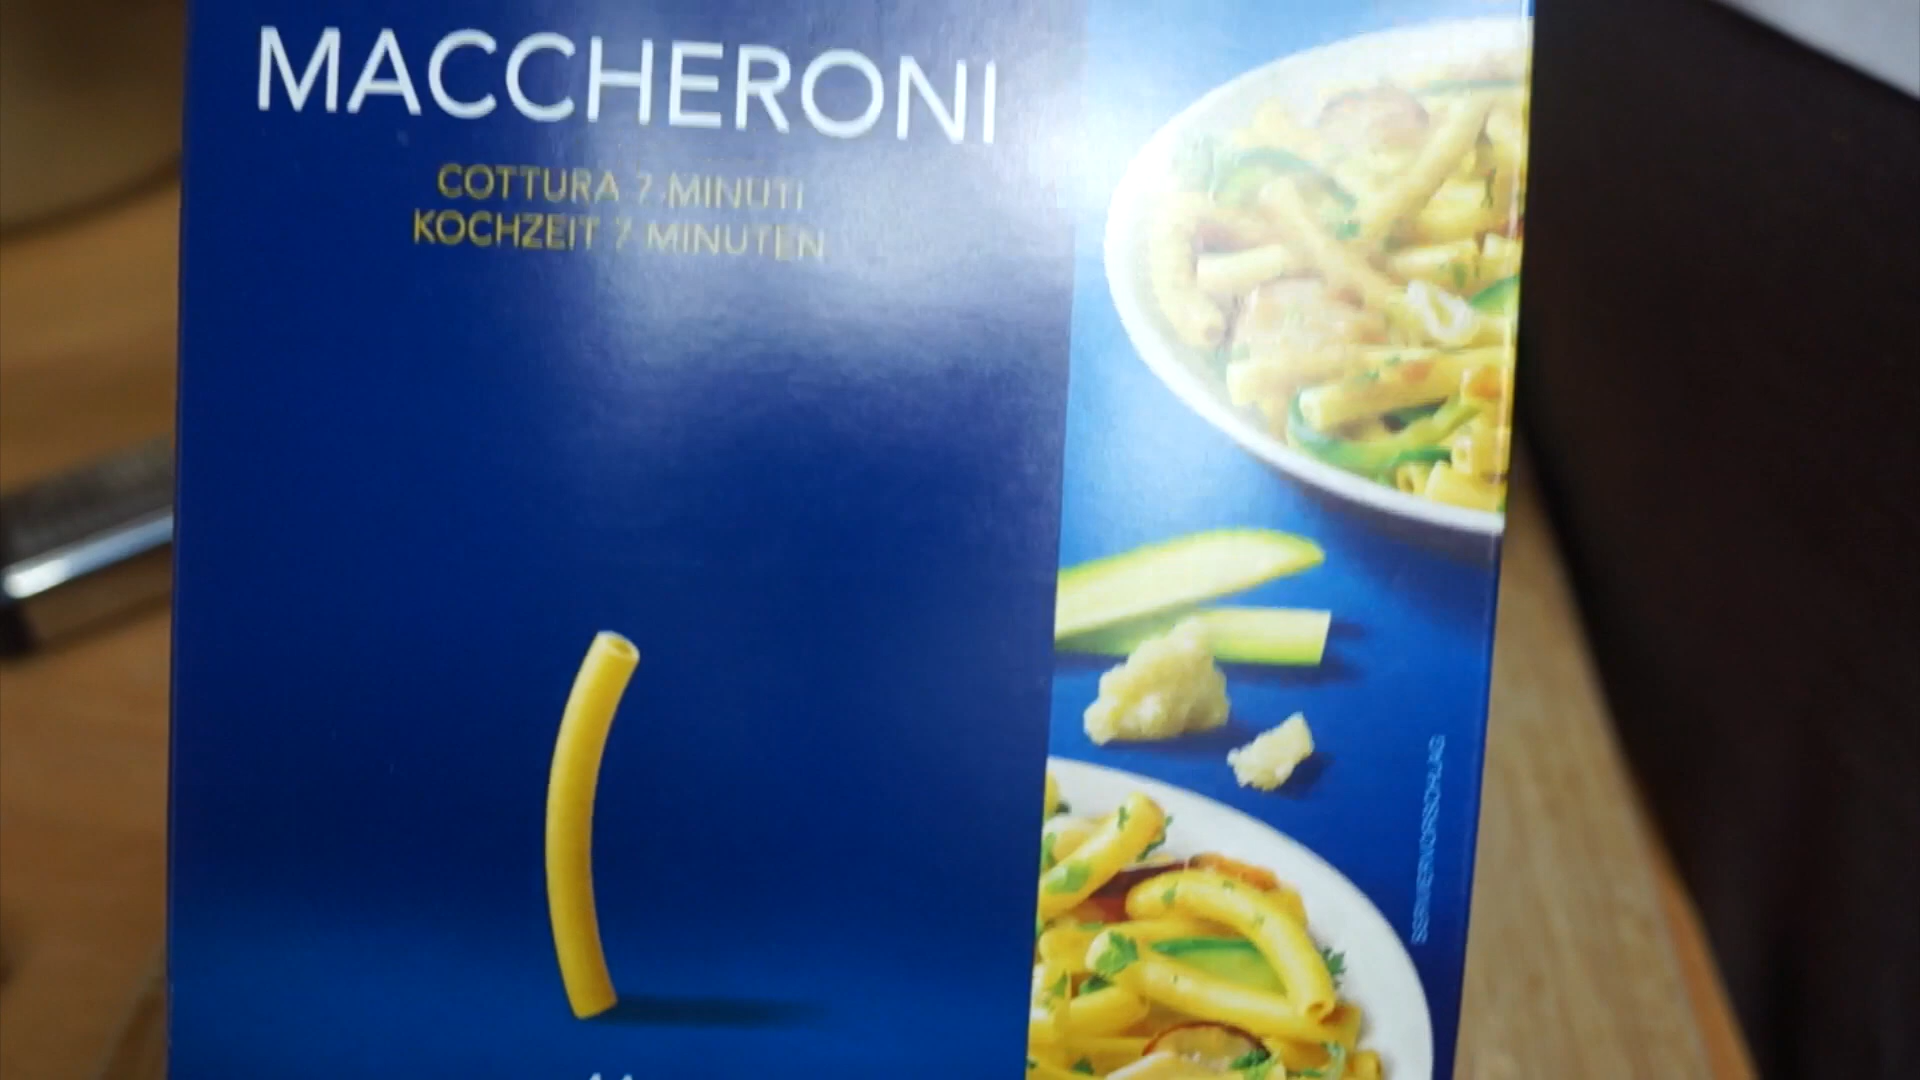 MACCHERONI
COTTURA 7 MINUTI
KOCHZEIT 7 MINUTEN
SERVIERVORSCHLAG